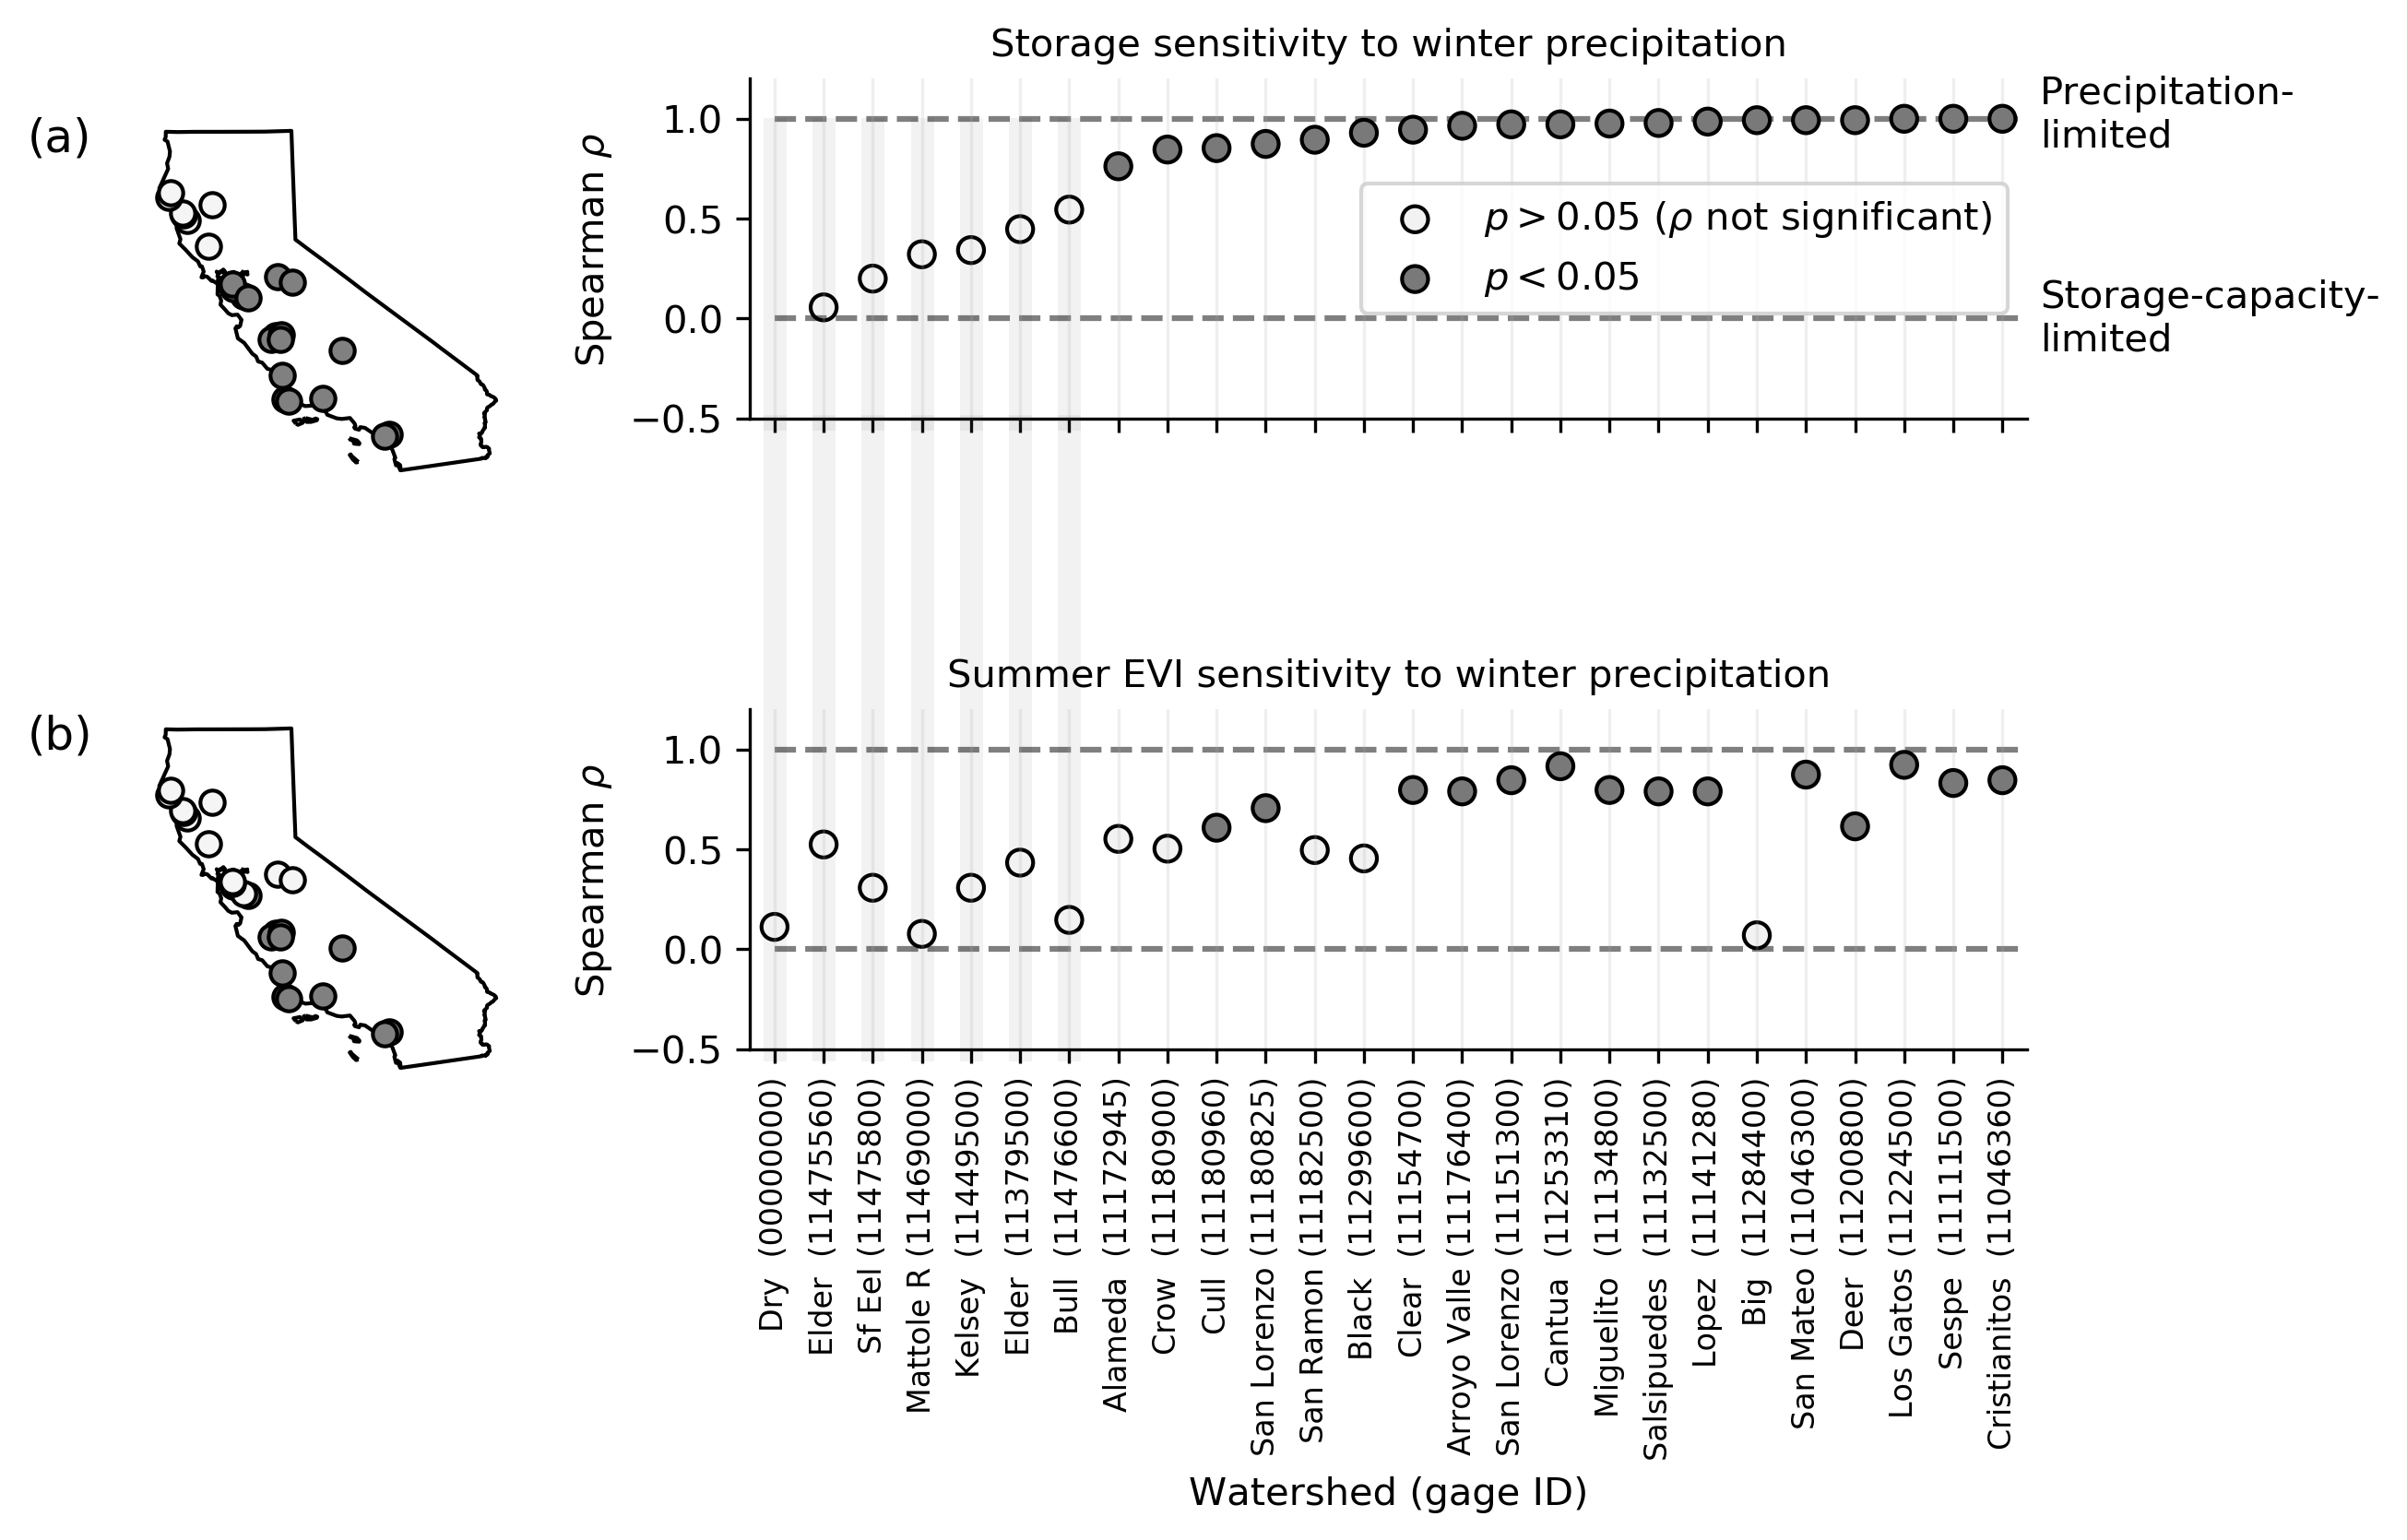 Storage sensitivity to winter precipitation
(a)
Spearman ρ
1.0
0.5
0.0
−0.5
Precipitation-
limited
p > 0.05 (ρ not significant)
p < 0.05
Storage-capacity-
limited
Summer EVI sensitivity to winter precipitation
(b)
Spearman ρ
1.0
0.5
0.0
−0.5
Dry (00000000)
Elder (11475560)
Sf Eel (11475800)
Mattole R (11469000)
Kelsey (11449500)
Elder (11379500)
Bull (11476600)
Alameda (11172945)
Crow (11180900)
Cull (11180960)
San Lorenzo (11180825)
San Ramon (11182500)
Black (11299600)
Clear (11154700)
Arroyo Valle (11176400)
San Lorenzo (11151300)
Cantua (11253310)
Miguelito (11134800)
Salsipuedes (11132500)
Lopez (11141280)
Big (11284400)
San Mateo (11046300)
Deer (11200800)
Los Gatos (11224500)
Sespe (11111500)
Cristianitos (11046360)
Watershed (gage ID)